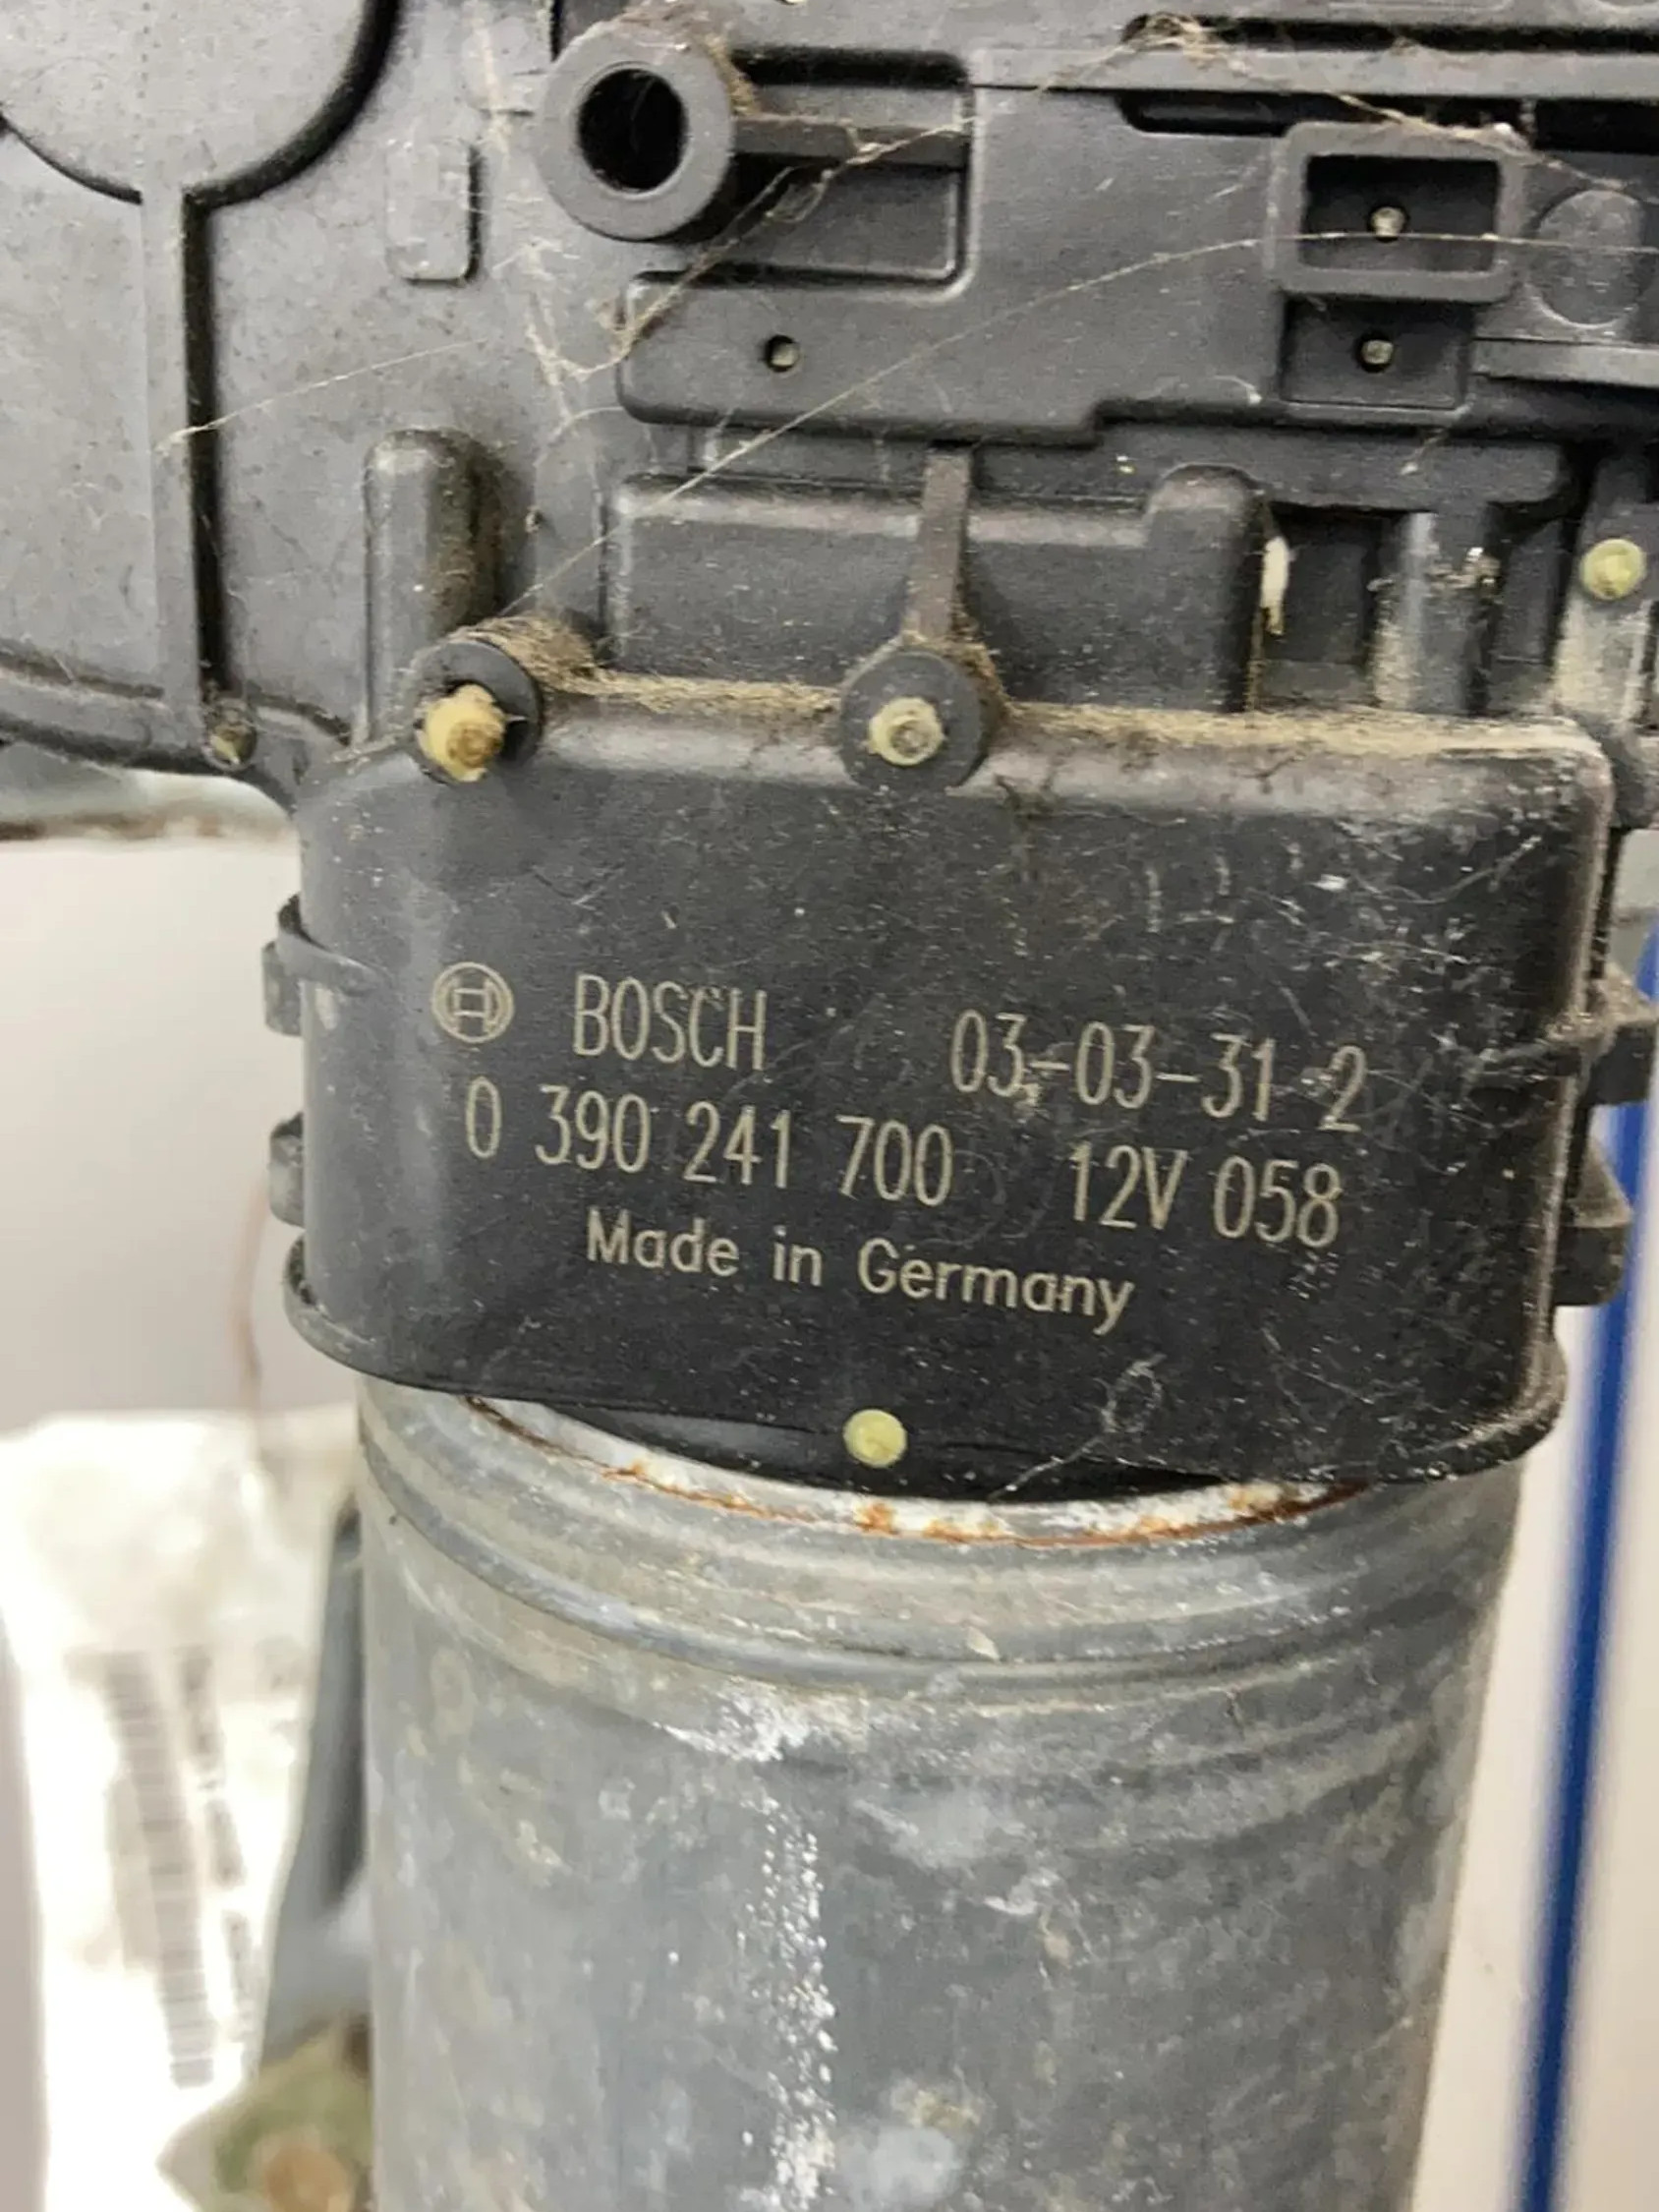 BOSCH 03-03-31 2
0 390 241 700 12V 058
Made in Germany